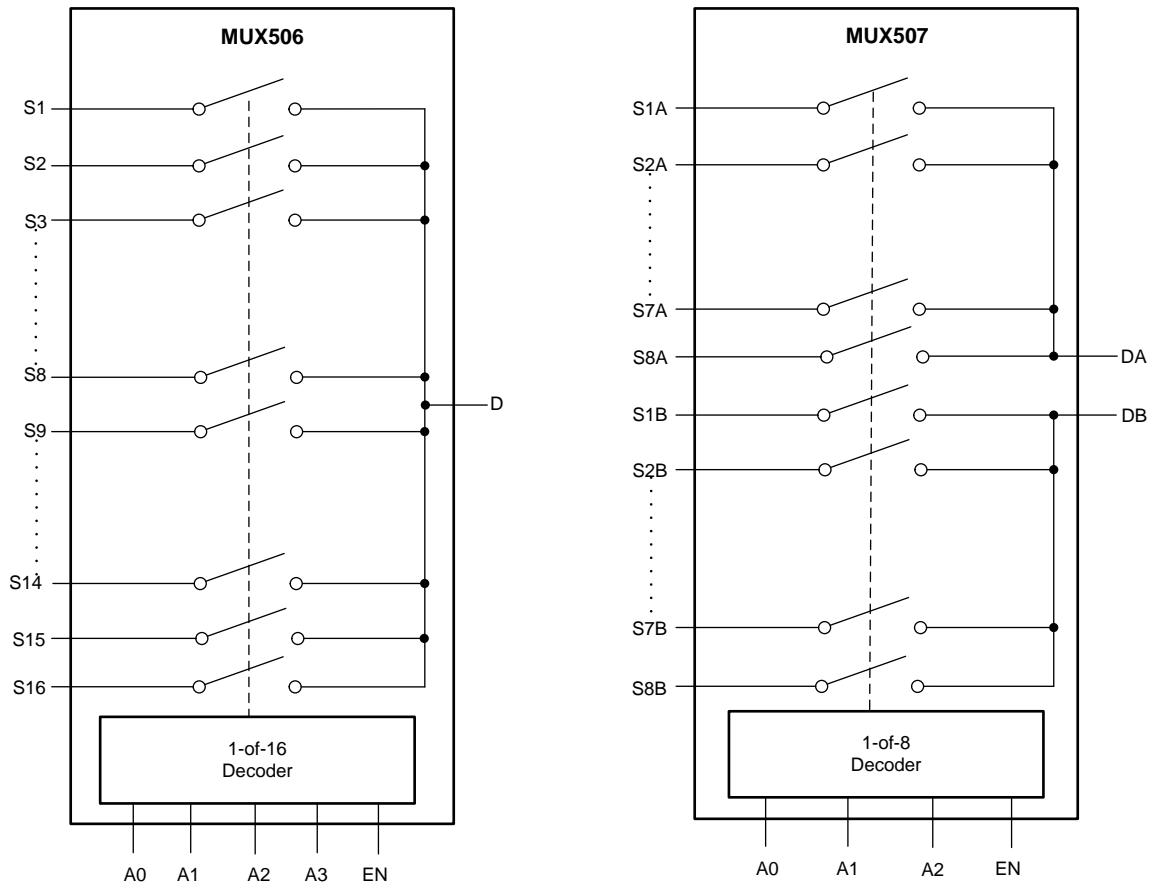 MUX506
S1
S2
S3
S8
S9
S14
S15
S16
D
1-of-16
Decoder
A0 A1 A2 A3 EN
MUX507
S1A
S2A
S7A
S8A
S1B
S2B
S7B
S8B
DA
DB
1-of-8
Decoder
A0 A1 A2 EN